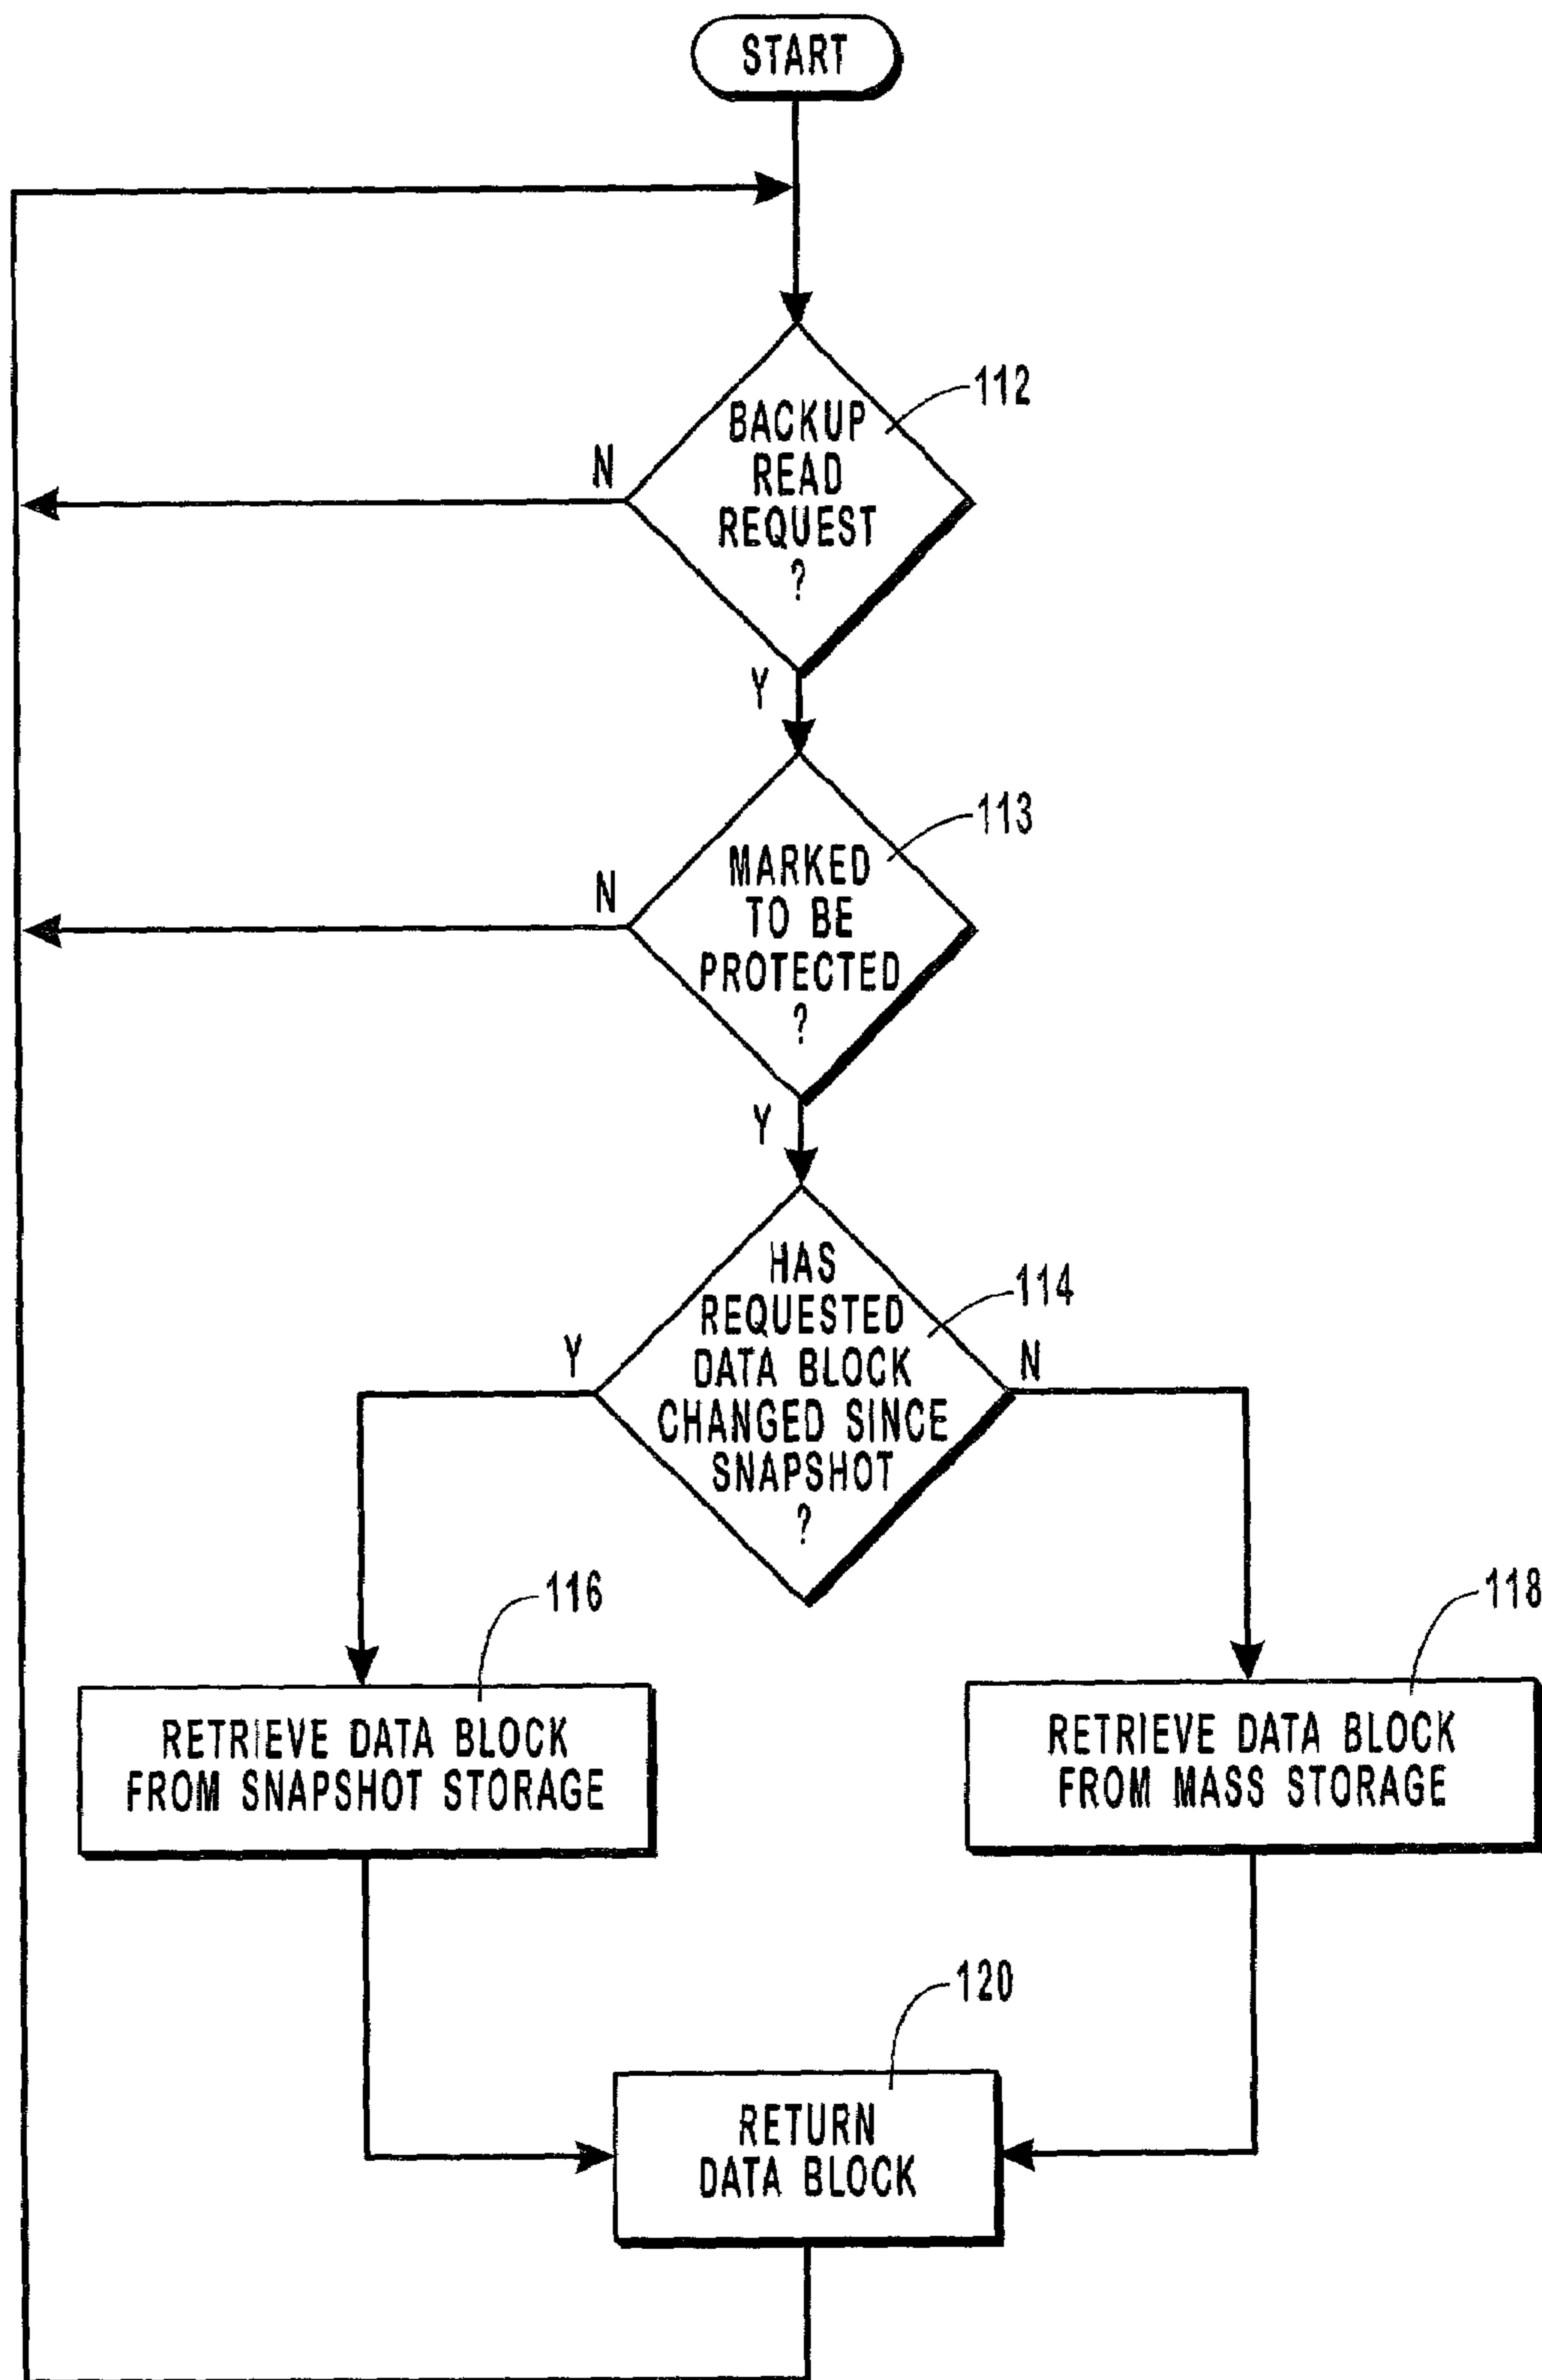 START
112
BACKUP
READ
REQUEST
?
N
Y
113
MARKED
TO BE
PROTECTED
?
N
Y
114
HAS
REQUESTED
DATA BLOCK
CHANGED SINCE
SNAPSHOT
?
Y
N
116
RETRIEVE DATA BLOCK
FROM SNAPSHOT STORAGE
118
RETRIEVE DATA BLOCK
FROM MASS STORAGE
120
RETURN
DATA BLOCK